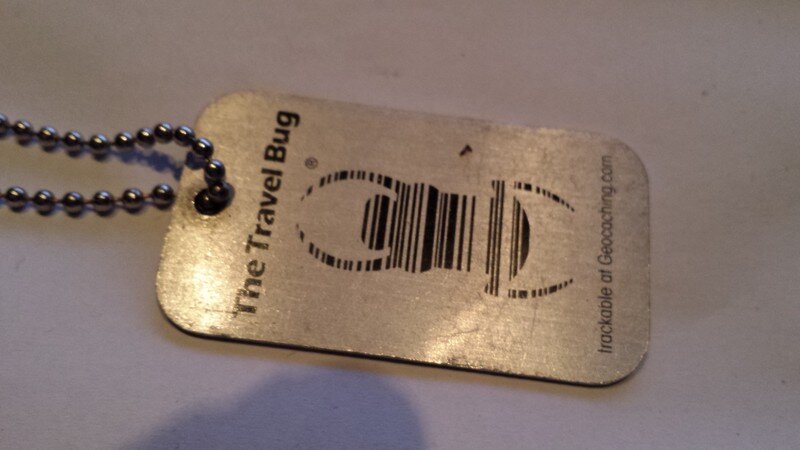 The Travel Bug
®
trackable at Geocaching.com